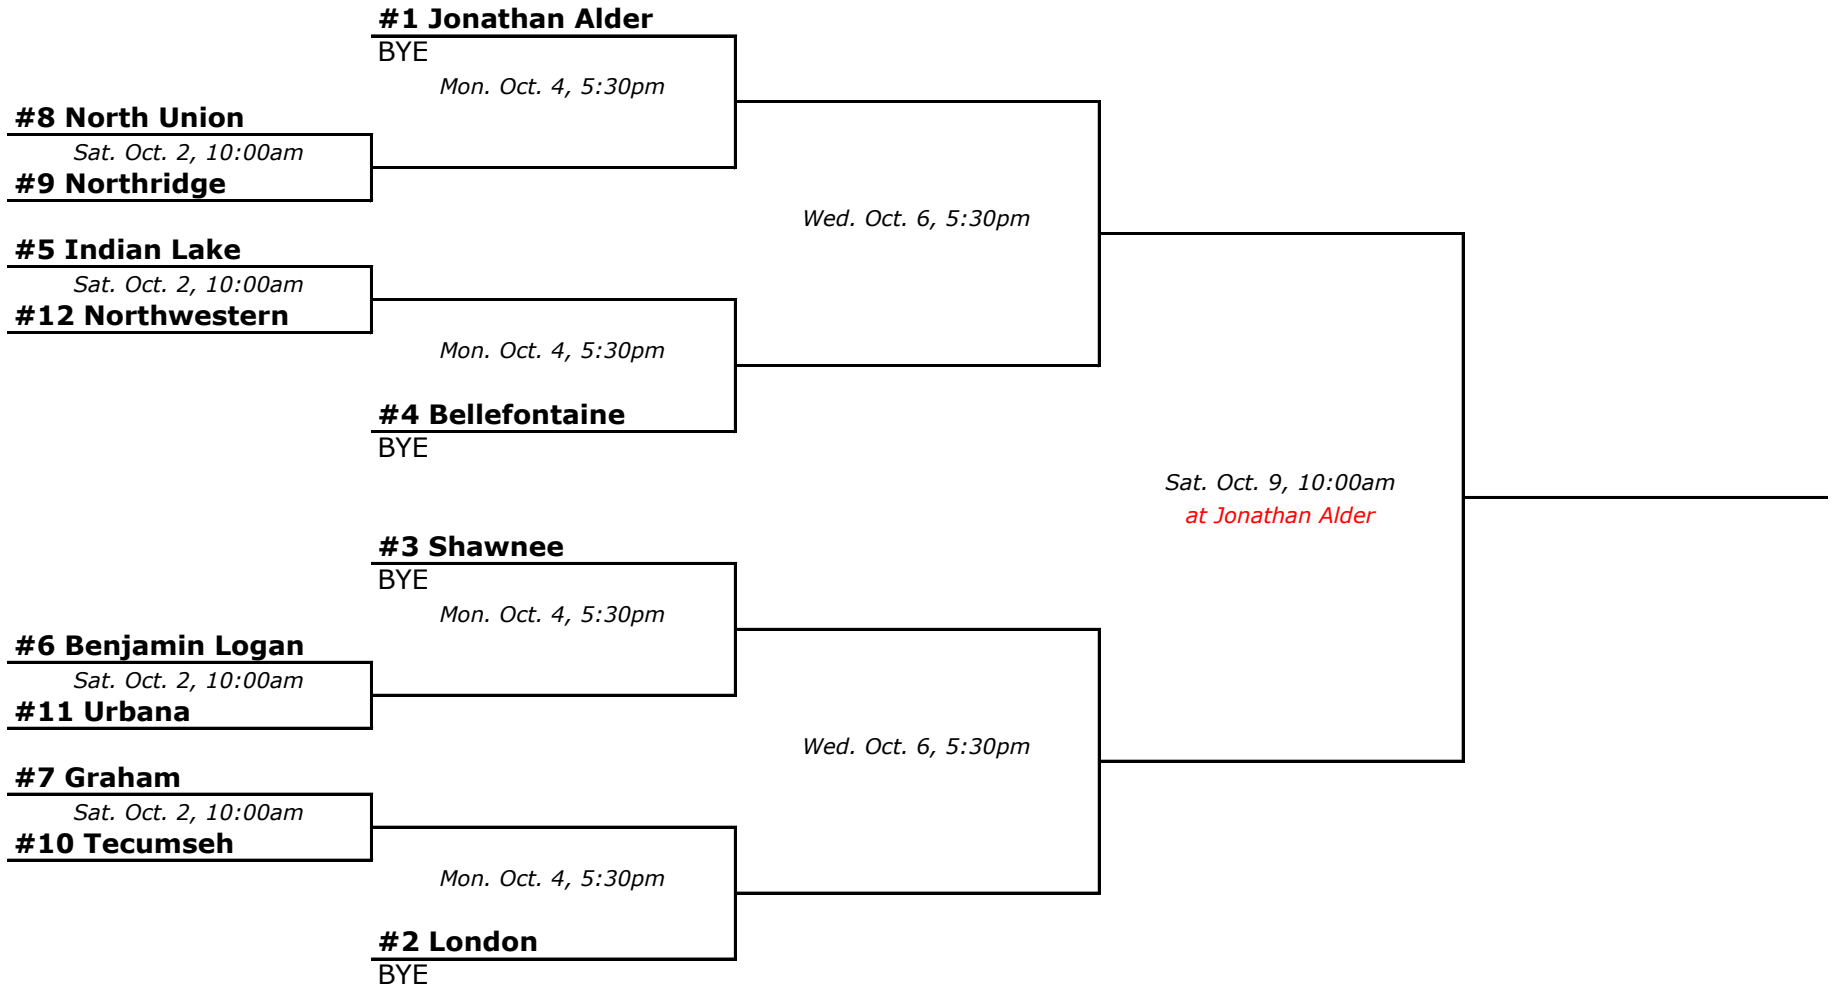 #1 Jonathan Alder
BYE
Mon. Oct. 4, 5:30pm
#8 North Union
Sat. Oct. 2, 10:00am
#9 Northridge
Wed. Oct. 6, 5:30pm
#5 Indian Lake
Sat. Oct. 2, 10:00am
#12 Northwestern
Mon. Oct. 4, 5:30pm
#4 Bellefontaine
BYE
Sat. Oct. 9, 10:00am
at Jonathan Alder
#3 Shawnee
BYE
Mon. Oct. 4, 5:30pm
#6 Benjamin Logan
Sat. Oct. 2, 10:00am
#11 Urbana
Wed. Oct. 6, 5:30pm
#7 Graham
Sat. Oct. 2, 10:00am
#10 Tecumseh
Mon. Oct. 4, 5:30pm
#2 London
BYE